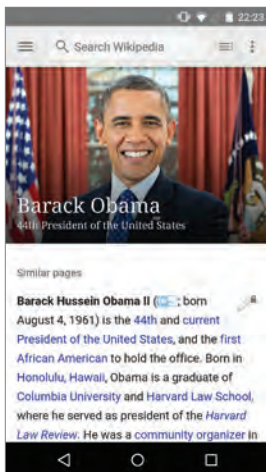 22:23
Search Wikipedia
Barack Obama
44th President of the United States
Similar pages
Barack Hussein Obama II ( ; born
August 4, 1961) is the 44th and current
President of the United States, and the first
African American to hold the office. Born in
Honolulu, Hawaii, Obama is a graduate of
Columbia University and Harvard Law School,
where he served as president of the Harvard
Law Review. He was a community organizer in